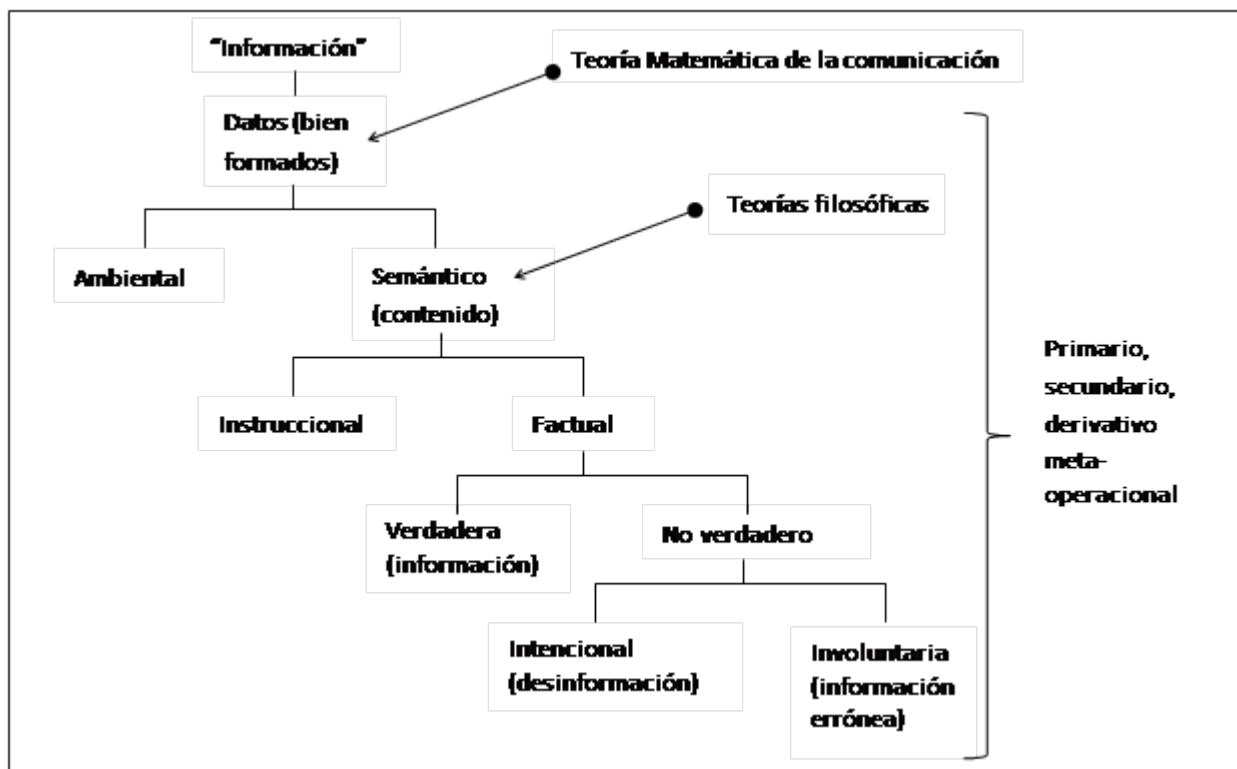 “Información”
Teoría Matemática de la comunicación
Datos (bien
formados)
Teorías filosóficas
Ambiental
Semántico
(contenido)
Primario,
secundario,
derivativo
meta-
operacional
Instruccional
Factual
Verdadera
(información)
No verdadero
Intencional
(desinformación)
Involuntaria
(información
errónea)